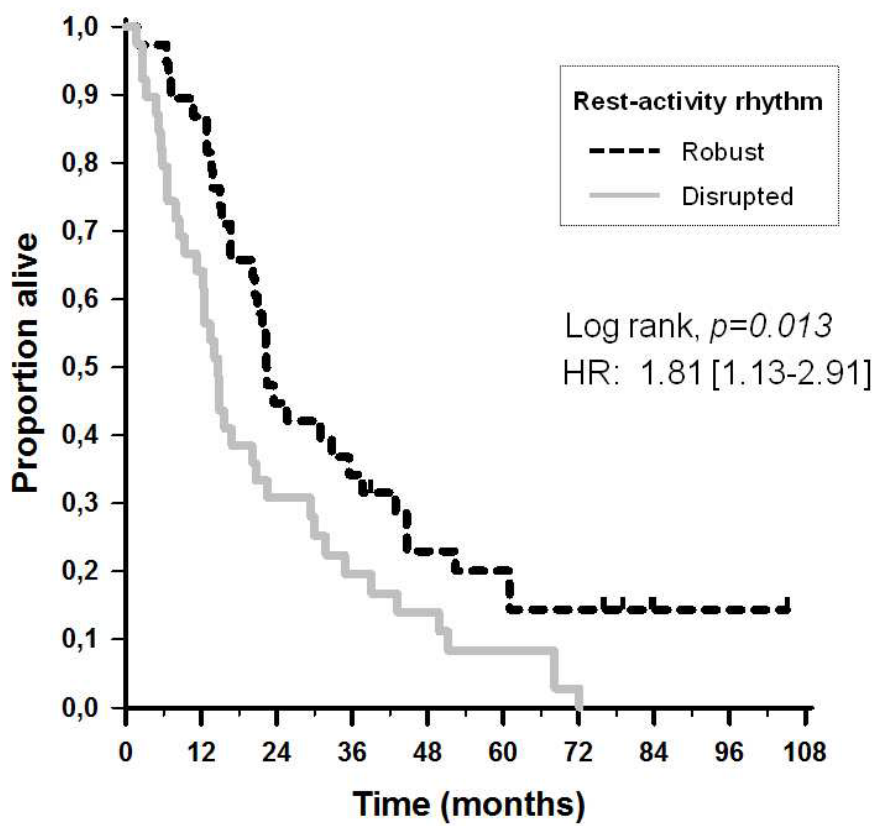 1,0
0,9
0,8
0,7
0,6
0,5
0,4
0,3
0,2
0,1
0,0
Proportion alive
Rest-activity rhythm
Robust
Disrupted
Log rank, p=0.013
HR: 1.81 [1.13-2.91]
0 12 24 36 48 60 72 84 96 108
Time (months)